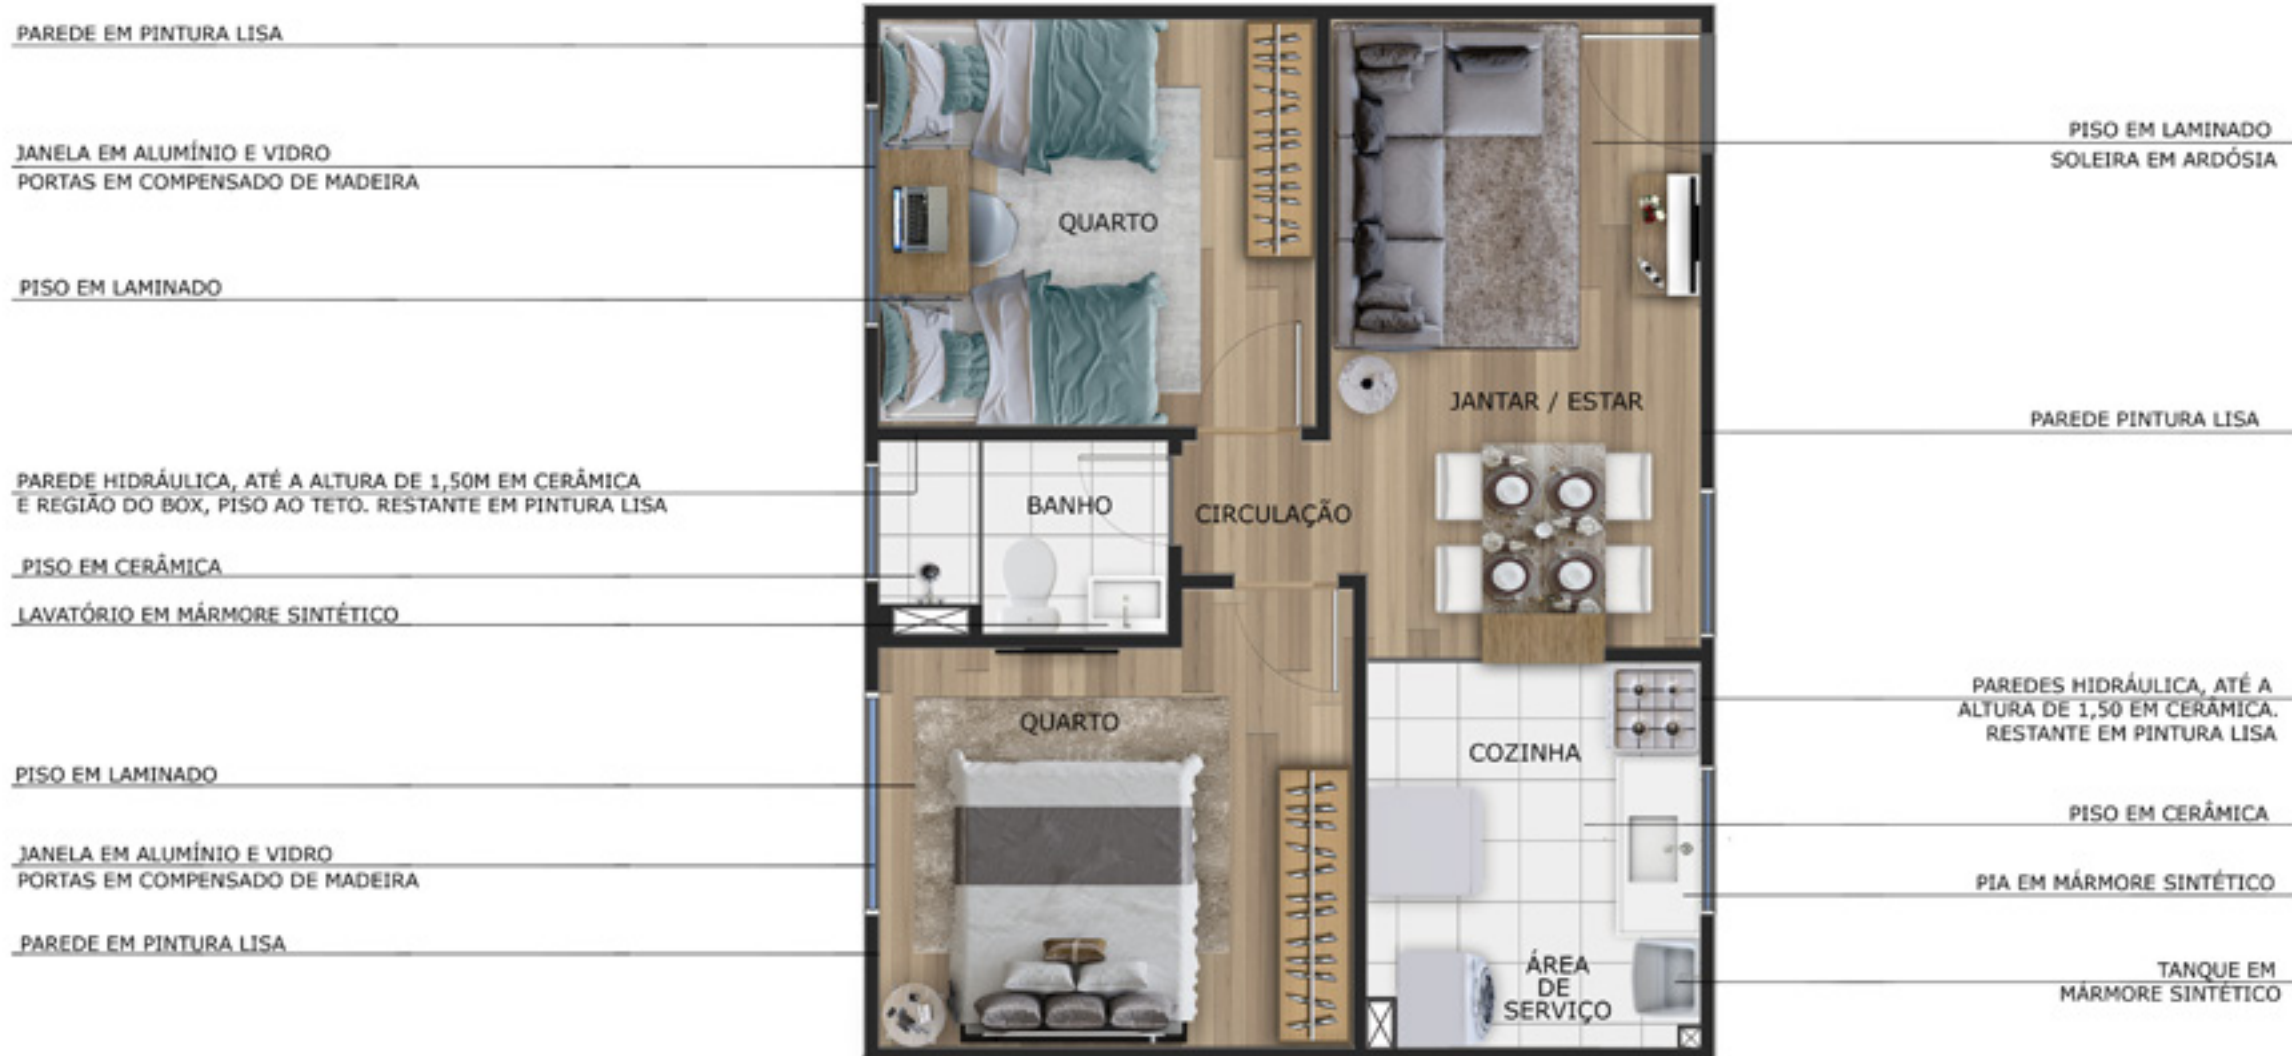 PAREDE EM PINTURA LISA
JANELA EM ALUMÍNIO E VIDRO
PORTAS EM COMPENSADO DE MADEIRA
PISO EM LAMINADO
PAREDE HIDRÁULICA, ATÉ A ALTURA DE 1,50M EM CERÂMICA
E REGIÃO DO BOX, PISO AO TETO. RESTANTE EM PINTURA LISA
PISO EM CERÂMICA
LAVATÓRIO EM MÁRMORE SINTÉTICO
PISO EM LAMINADO
JANELA EM ALUMÍNIO E VIDRO
PORTAS EM COMPENSADO DE MADEIRA
PAREDE EM PINTURA LISA
QUARTO
JANTAR / ESTAR
BANHO
CIRCULAÇÃO
QUARTO
COZINHA
ÁREA
DE
SERVIÇO
PISO EM LAMINADO
SOLEIRA EM ARDÓSIA
PAREDE PINTURA LISA
PAREDES HIDRÁULICA, ATÉ A
ALTURA DE 1,50 EM CERÂMICA.
RESTANTE EM PINTURA LISA
PISO EM CERÂMICA
PIA EM MÁRMORE SINTÉTICO
TANQUE EM
MÁRMORE SINTÉTICO